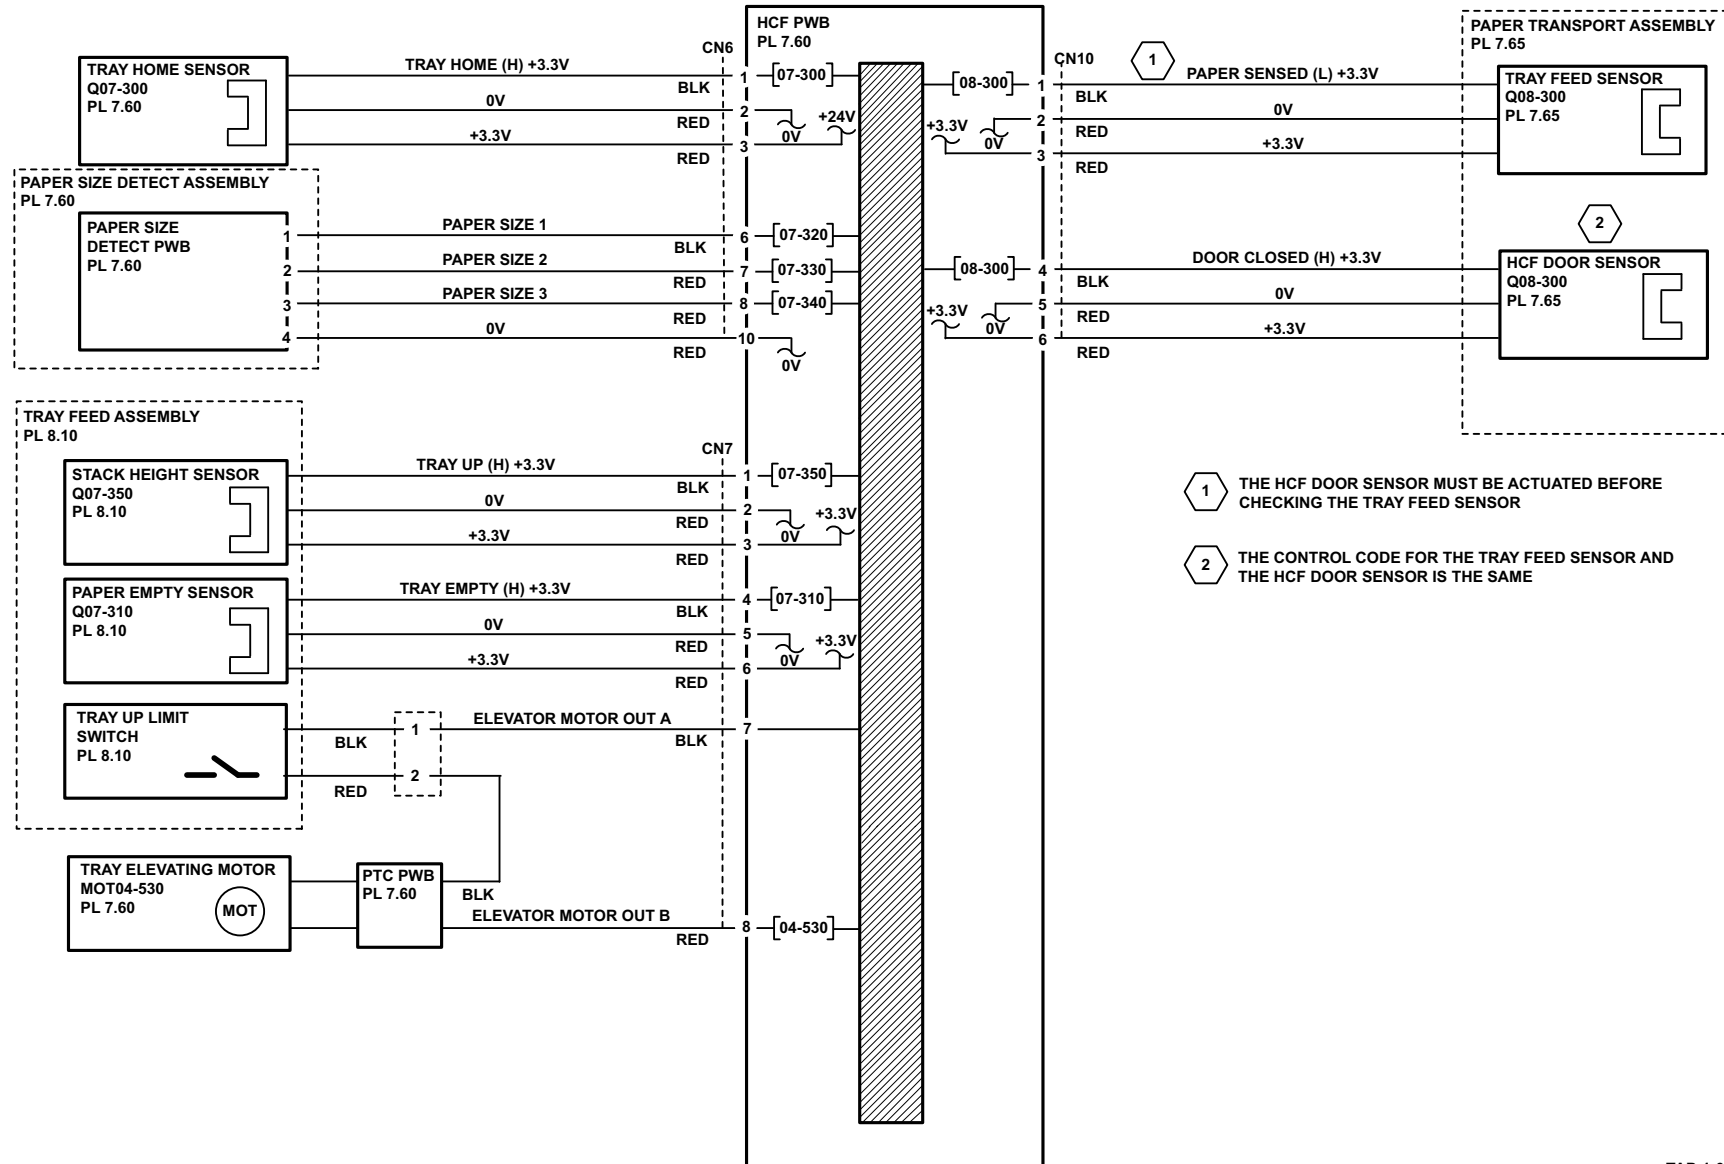 HCF PWB
PL 7.60
CN6
TRAY HOME SENSOR
Q07-300
PL 7.60
TRAY HOME (H) +3.3V
BLK
1
[07-300]
0V
RED
2
0V
+24V
+3.3V
RED
3
PAPER SIZE DETECT ASSEMBLY
PL 7.60
PAPER SIZE
DETECT PWB
PL 7.60
1
PAPER SIZE 1
BLK
6
[07-320]
2
PAPER SIZE 2
RED
7
[07-330]
3
PAPER SIZE 3
RED
8
[07-340]
4
0V
RED
10
0V
TRAY FEED ASSEMBLY
PL 8.10
CN7
STACK HEIGHT SENSOR
Q07-350
PL 8.10
TRAY UP (H) +3.3V
BLK
1
[07-350]
0V
RED
2
0V
+3.3V
+3.3V
RED
3
PAPER EMPTY SENSOR
Q07-310
PL 8.10
TRAY EMPTY (H) +3.3V
BLK
4
[07-310]
0V
RED
5
0V
+3.3V
+3.3V
RED
6
TRAY UP LIMIT
SWITCH
PL 8.10
BLK
1
ELEVATOR MOTOR OUT A
BLK
7
RED
2
TRAY ELEVATING MOTOR
MOT04-530
PL 7.60
MOT
PTC PWB
PL 7.60
BLK
ELEVATOR MOTOR OUT B
RED
8
[04-530]
CN10
1
PAPER TRANSPORT ASSEMBLY
PL 7.65
[08-300]
1
BLK
PAPER SENSED (L) +3.3V
TRAY FEED SENSOR
Q08-300
PL 7.65
+3.3V
0V
2
RED
0V
3
RED
+3.3V
2
[08-300]
4
BLK
DOOR CLOSED (H) +3.3V
HCF DOOR SENSOR
Q08-300
PL 7.65
+3.3V
0V
5
RED
0V
6
RED
+3.3V
1
THE HCF DOOR SENSOR MUST BE ACTUATED BEFORE
CHECKING THE TRAY FEED SENSOR
2
THE CONTROL CODE FOR THE TRAY FEED SENSOR AND
THE HCF DOOR SENSOR IS THE SAME